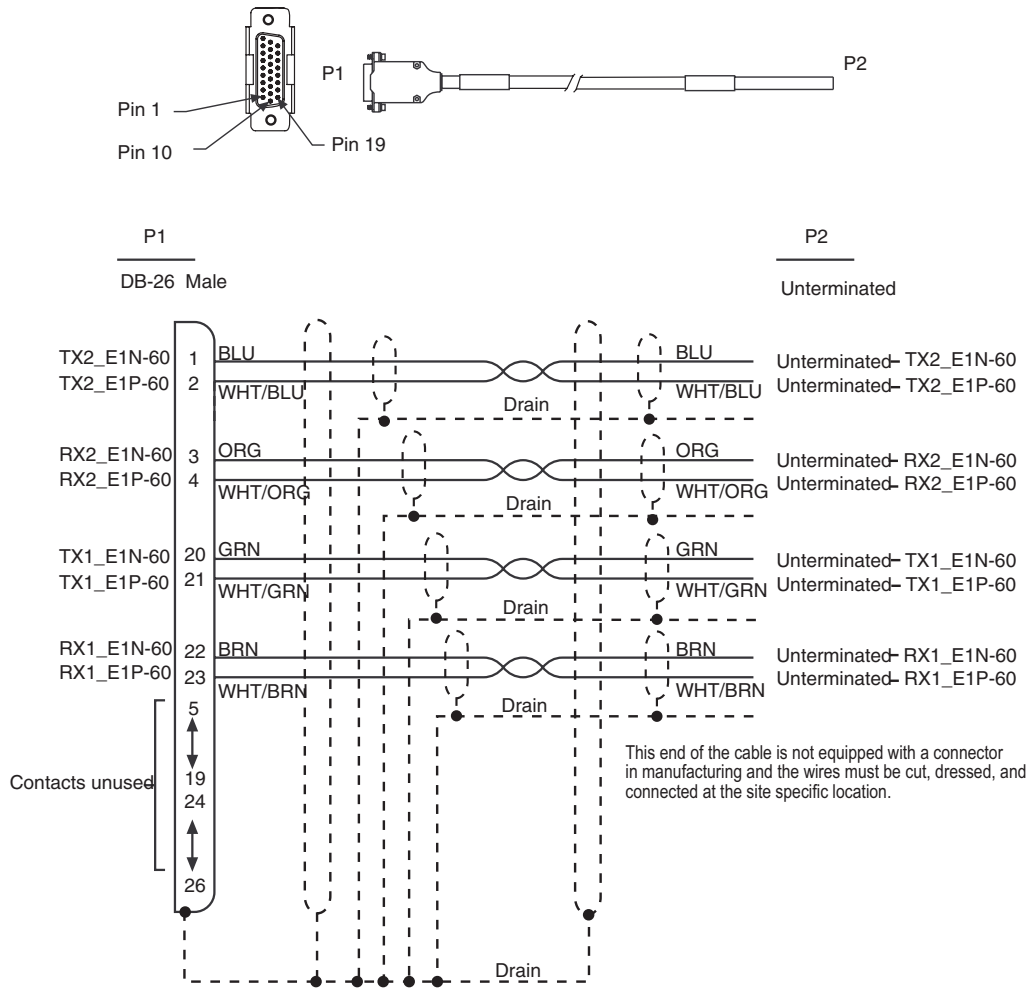 P1
P2
Pin 1
Pin 10
Pin 19
P1
P2
DB-26 Male
Unterminated
TX2_E1N-60 1 BLU BLU Unterminated TX2_E1N-60
TX2_E1P-60 2 WHT/BLU WHT/BLU Unterminated TX2_E1P-60
Drain
RX2_E1N-60 3 ORG ORG Unterminated RX2_E1N-60
RX2_E1P-60 4 WHT/ORG WHT/ORG Unterminated RX2_E1P-60
Drain
TX1_E1N-60 20 GRN GRN Unterminated TX1_E1N-60
TX1_E1P-60 21 WHT/GRN WHT/GRN Unterminated TX1_E1P-60
Drain
RX1_E1N-60 22 BRN BRN Unterminated RX1_E1N-60
RX1_E1P-60 23 WHT/BRN WHT/BRN Unterminated RX1_E1P-60
Drain
5
Contacts unused
19
24
26
This end of the cable is not equipped with a connector
in manufacturing and the wires must be cut, dressed, and
connected at the site specific location.
Drain